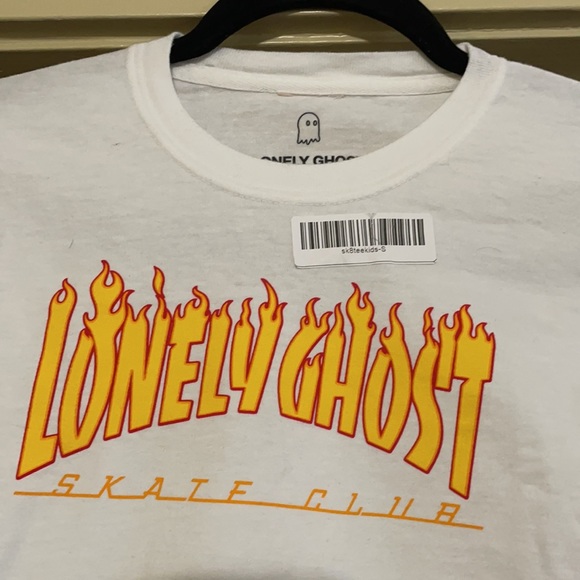 LONELY GHOST
sk8teekids-S
LONELY GHOST
SKATE CLUB